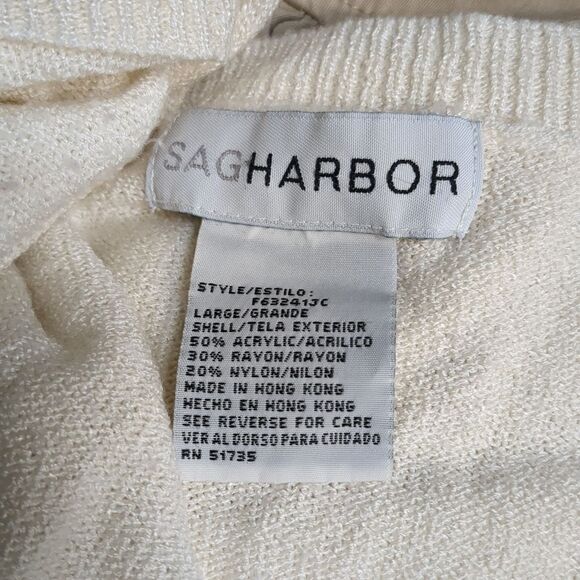 SAGHARBOR
STYLE/ESTILO:
F63241JC
LARGE/GRANDE
SHELL/TELA EXTERIOR
50% ACRYLIC/ACRILICO
30% RAYON/RAYON
20% NYLON/NILON
MADE IN HONG KONG
HECHO EN HONG KONG
SEE REVERSE FOR CARE
VER AL DORSO PARA CUIDADO
RN 51735